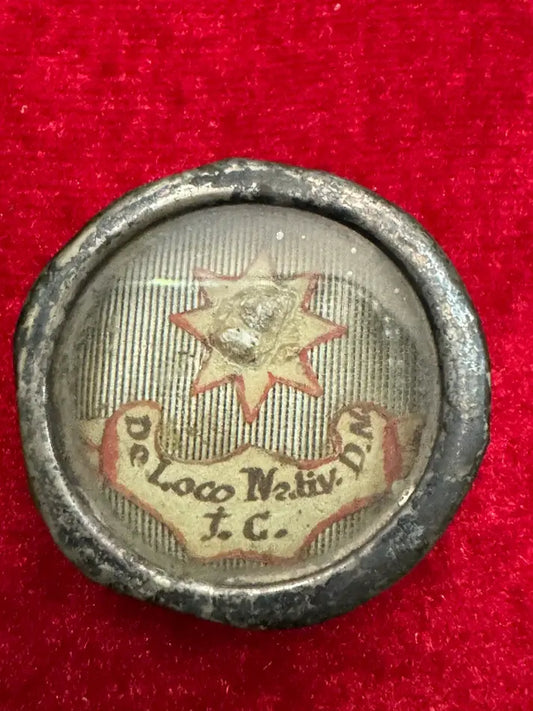 De Loco Nativ. D.N.
J. C.